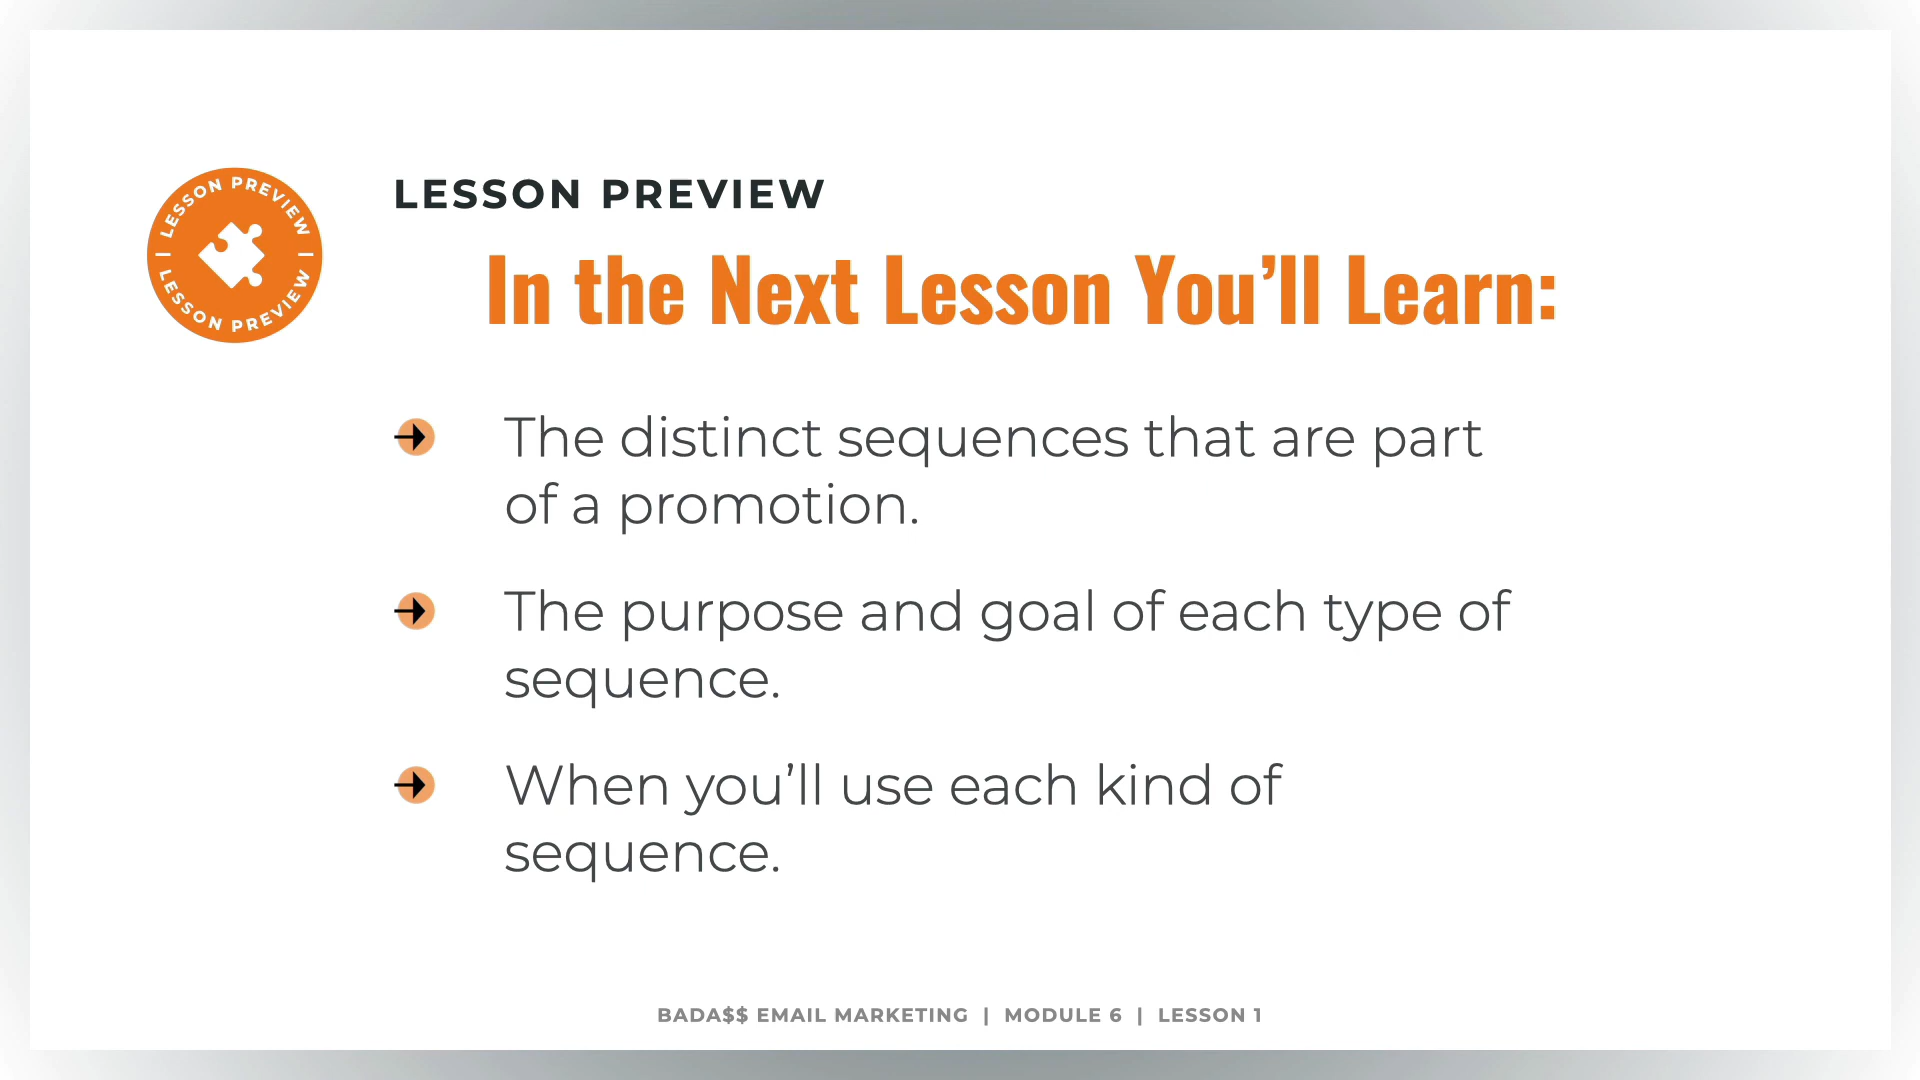 LESSON PREVIEW
LESSON PREVIEW
LESSON PREVIEW
In the Next Lesson You’ll Learn:
The distinct sequences that are part
of a promotion.
The purpose and goal of each type of
sequence.
When you’ll use each kind of
sequence.
BADA$$ EMAIL MARKETING | MODULE 6 | LESSON 1